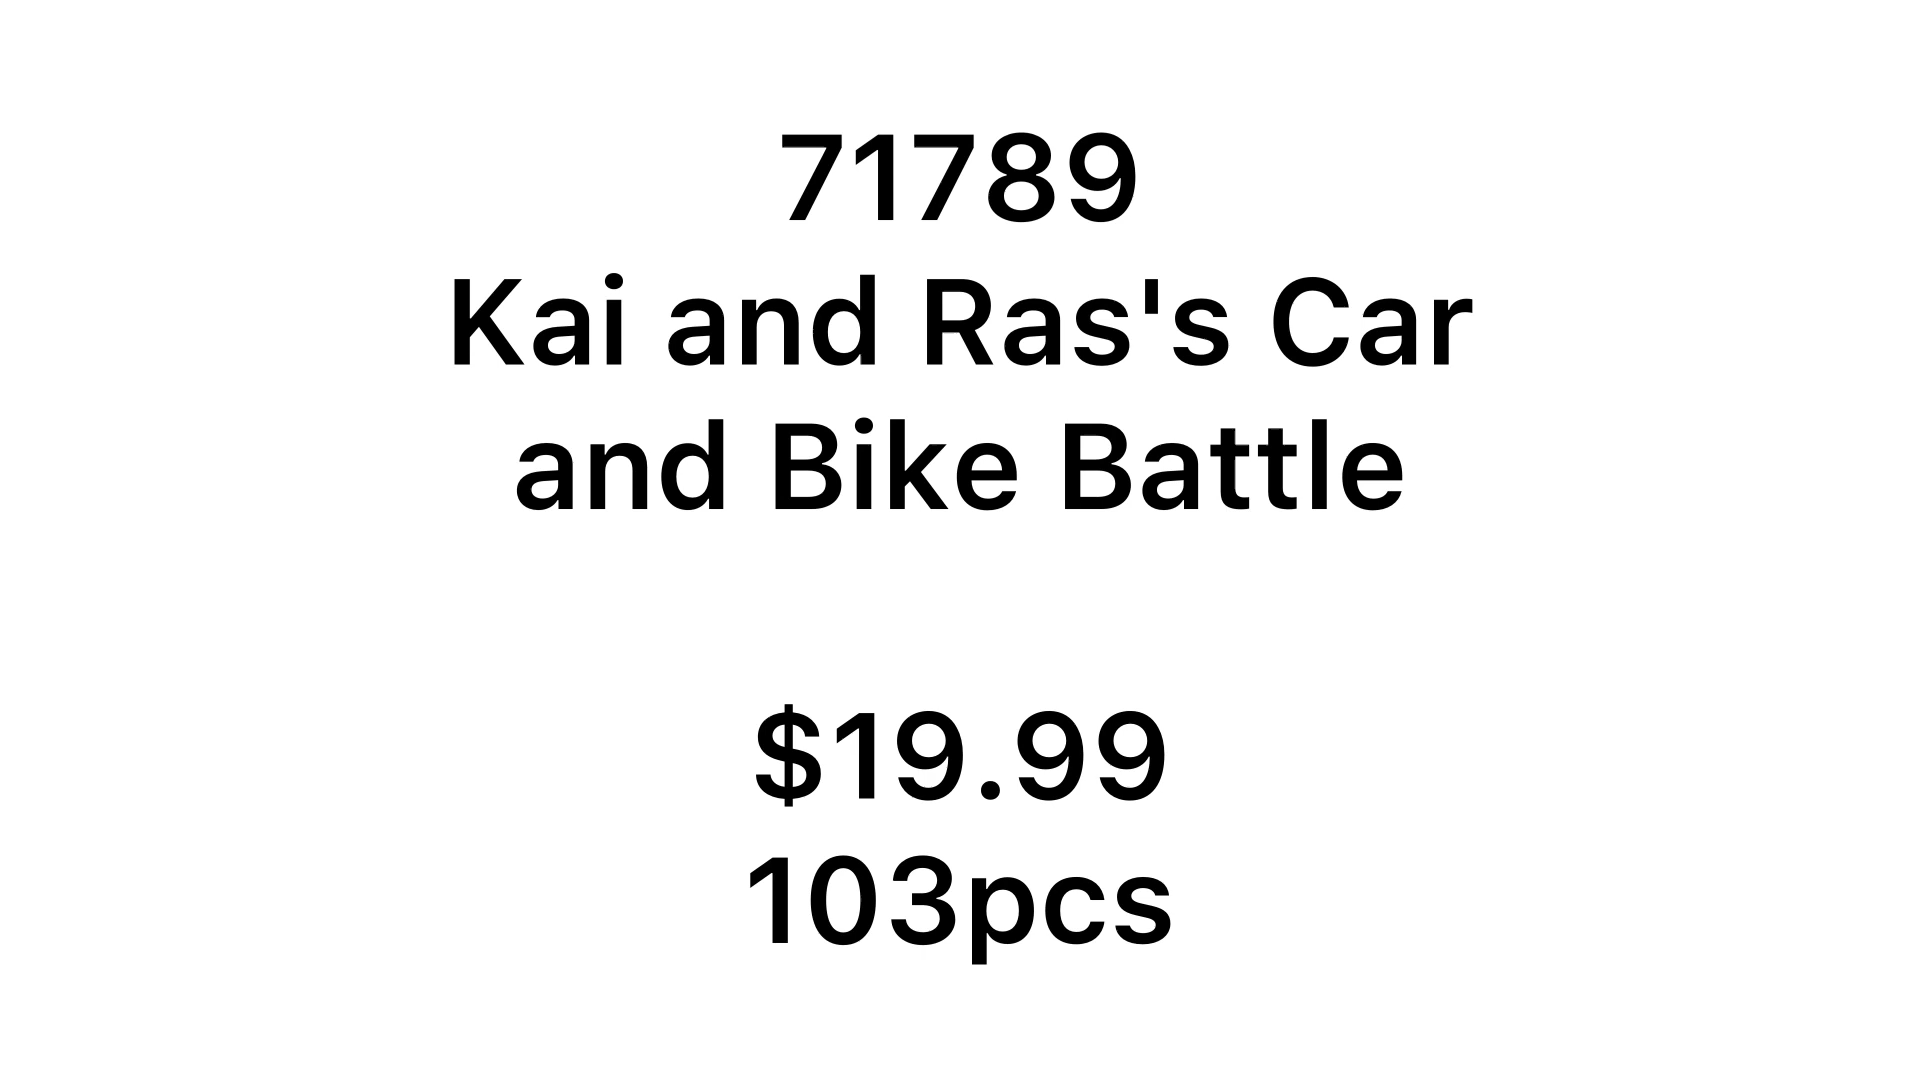 71789
Kai and Ras's Car
and Bike Battle
$19.99
103pcs